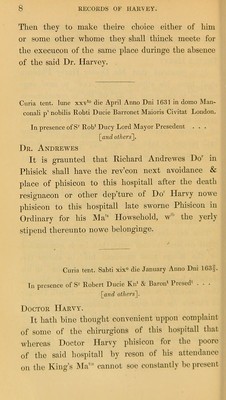 8 RECORDS OF HARVEY.
Then they to make theire choice either of him
or some other whome they shall thinck meete for
the execucon of the same place duringe the absence
of the said Dr. Harvey.
Curia tent. lune xxvto die April Anno Dni 1631 in domo Man-
conali p' nobilis Robti Ducie Barronet Maioris Civitat London.
In presence of Sr Robt Ducy Lord Mayor Presedent . . .
[and others].
Dr. Andrewes
It is graunted that Richard Andrewes Dor in
Phisick shall have the rev'con next avoidance &
place of phisicon to this hospitall after the death
resignacon or other dep'ture of Dor Harvy nowe
phisicon to this hospitall late sworne Phisicon in
Ordinary for his Mats Howsehold, wth the yerly
stipend thereunto nowe belonginge.
Curia tent. Sabti xixo die January Anno Dni
In presence of Sr Robert Ducie Knt & Baront Presedt . . .
[and others].
Doctor Harvy.
It hath bine thought convenient uppon complaint
of some of the chirurgions of this hospitall that
whereas Doctor Harvy phisicon for the poore
of the said hospitall by reson of his attendance
on the King's Matie cannot soe constantly be present